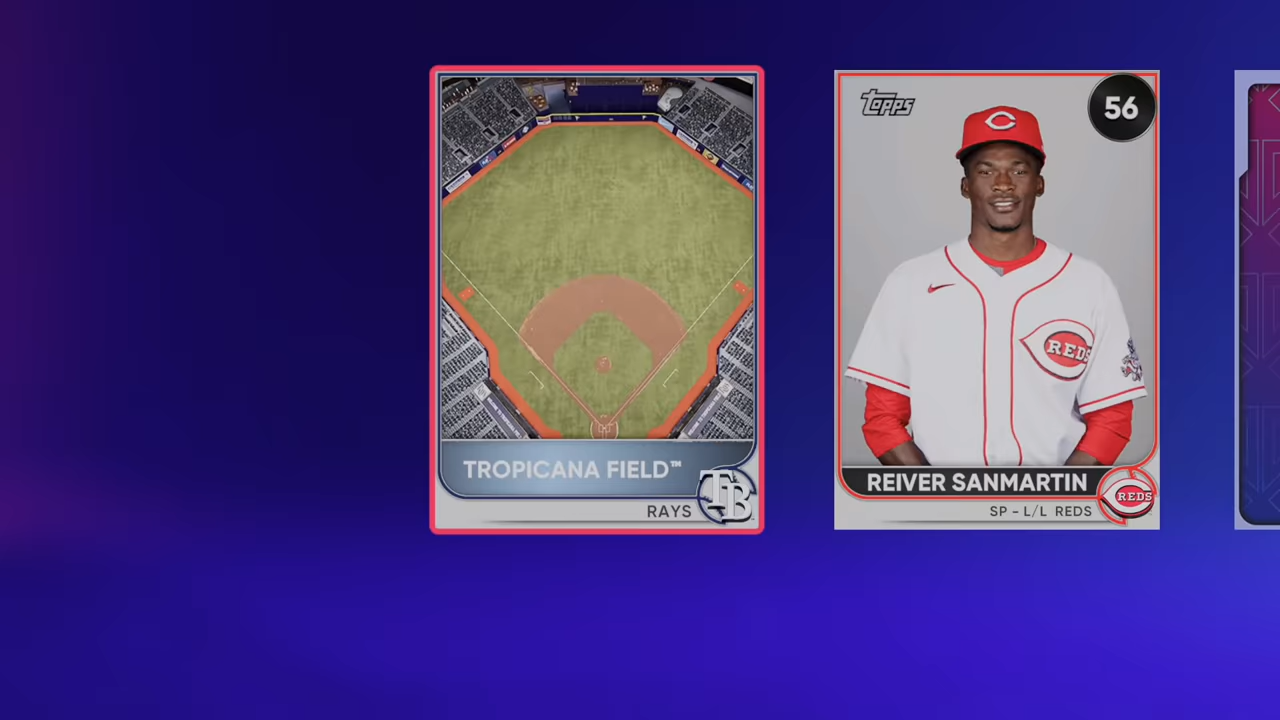 TROPICANA FIELD™
RAYS
TB
Topps
56
REDS
REIVER SANMARTIN
SP - L/L REDS
REDS